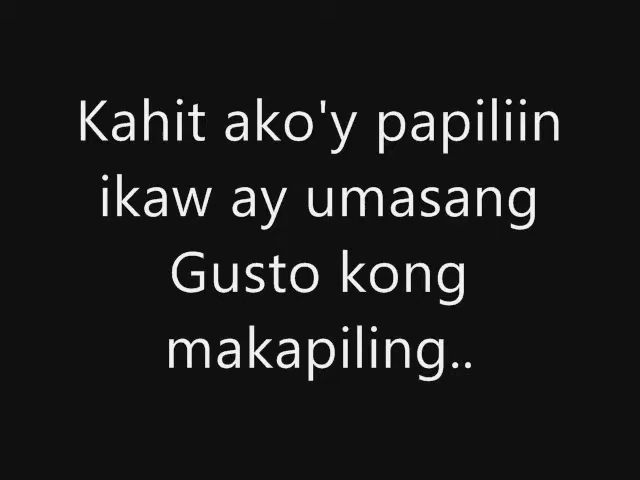 Kahit ako'y papiliin
ikaw ay umasang
Gusto kong
makapiling..